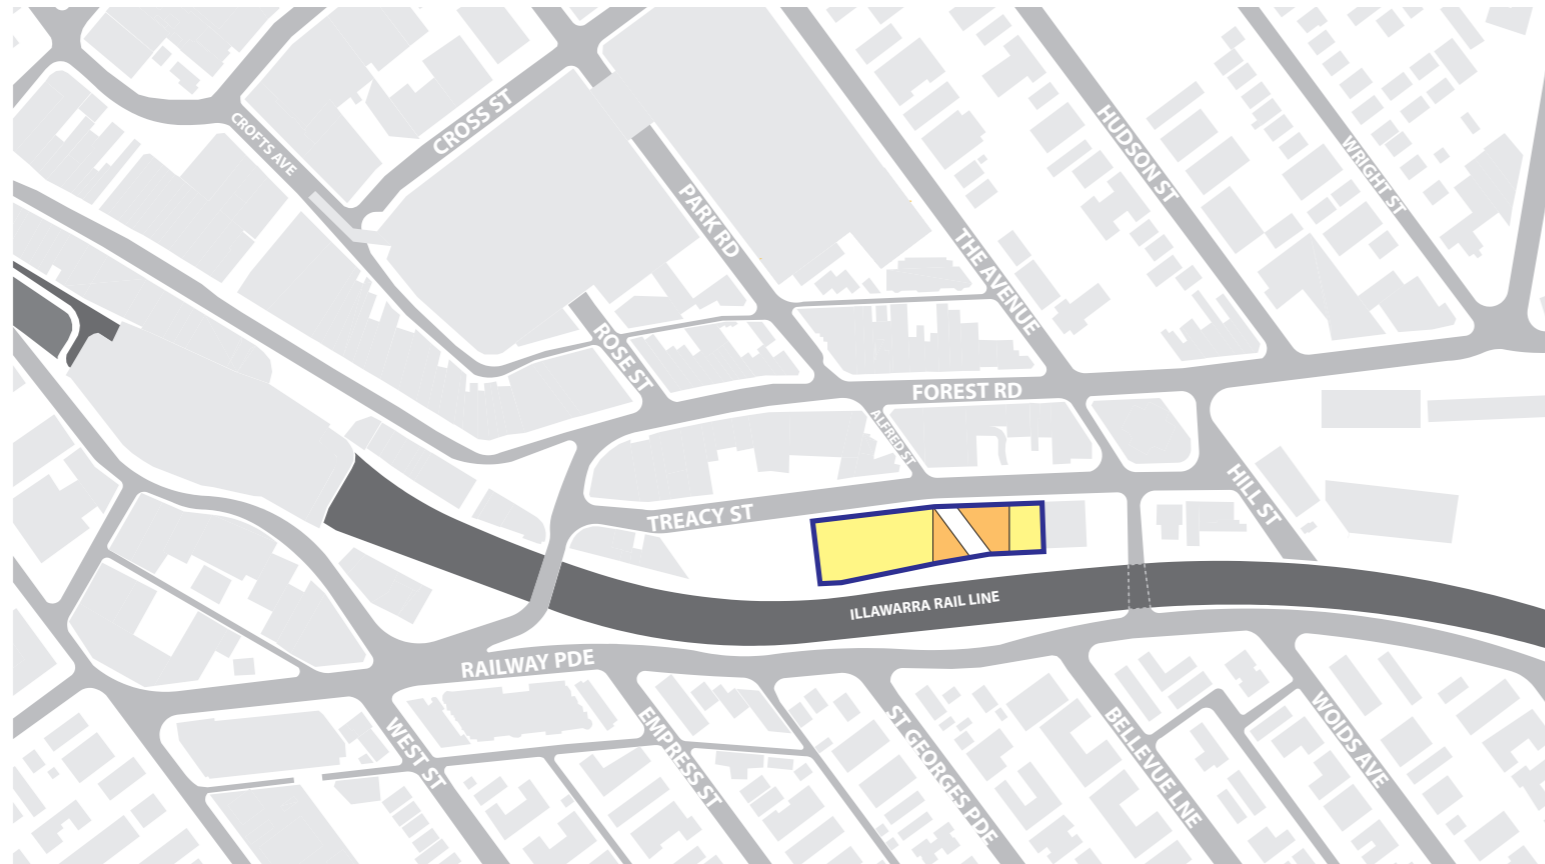 CROFTS AVE
CROSS ST
HUDSON ST
WRIGHT ST
PARK RD
THE AVENUE
ROSE ST
FOREST RD
ALFRED ST
HILL ST
TREACY ST
ILLAWARRA RAIL LINE
RAILWAY PDE
WEST ST
EMPRESS ST
ST GEORGES PDE
BELLEVUE LNE
WOIDS AVE